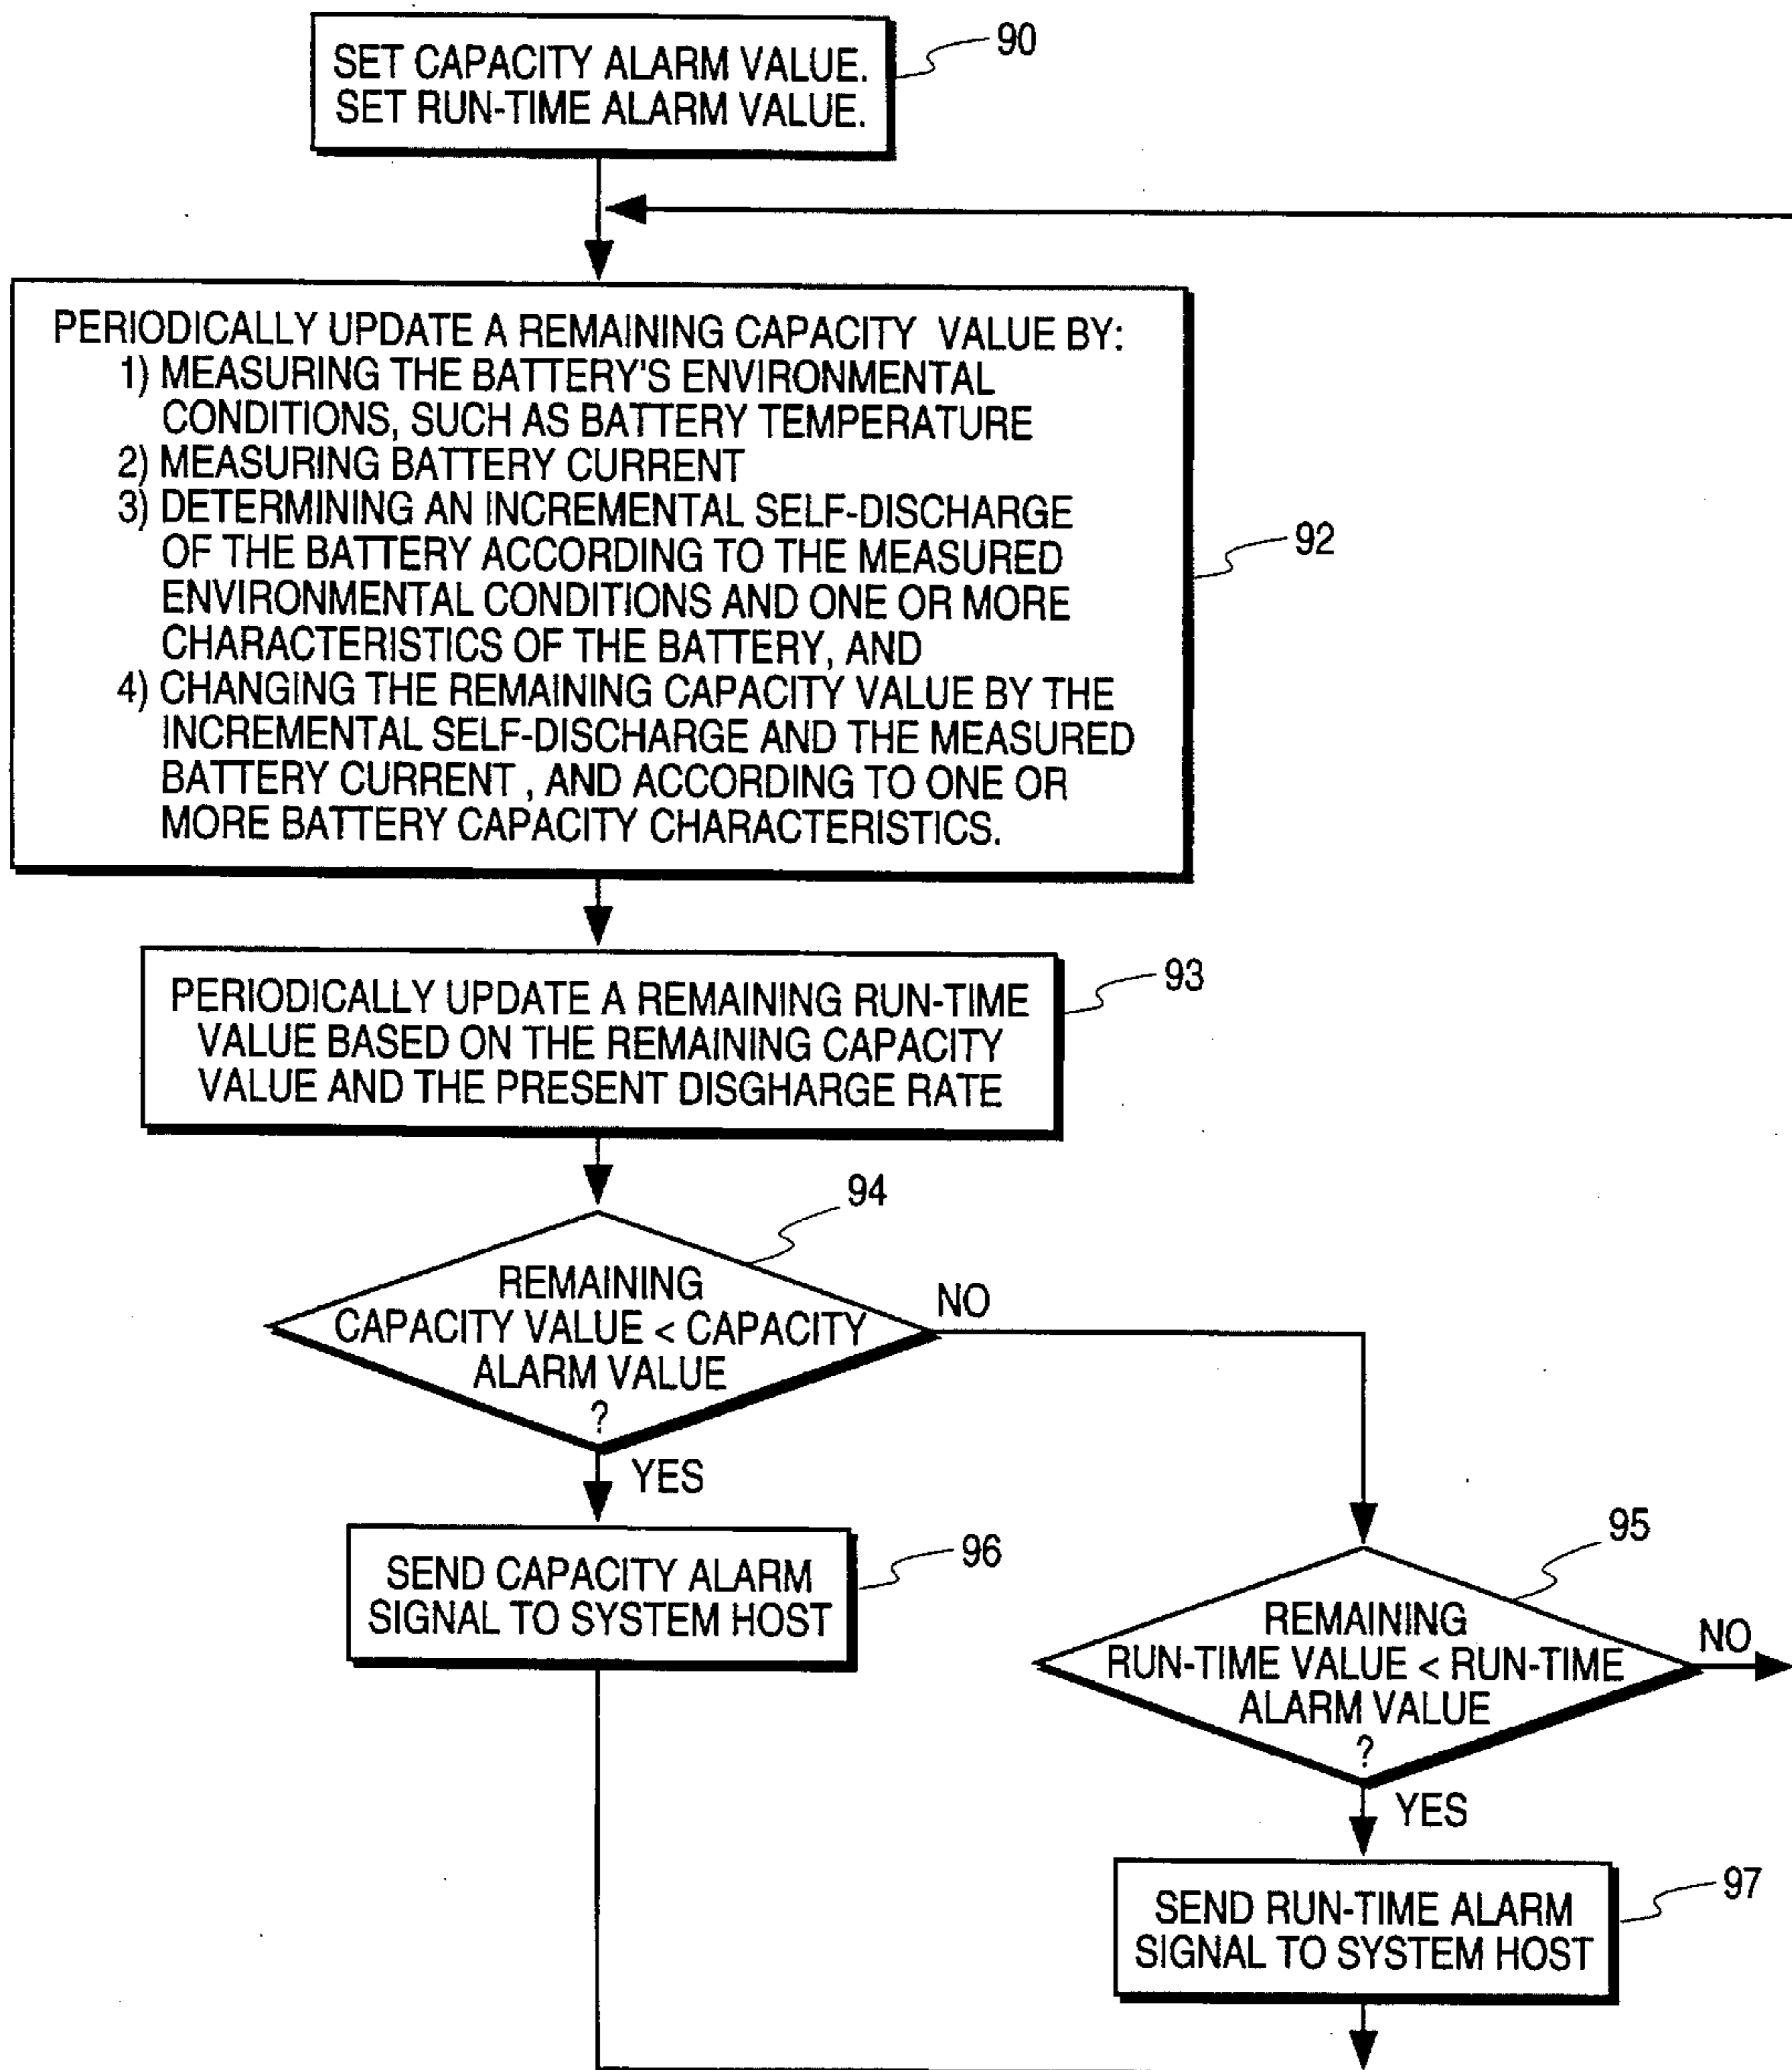 SET CAPACITY ALARM VALUE.
SET RUN-TIME ALARM VALUE.
90
PERIODICALLY UPDATE A REMAINING CAPACITY VALUE BY:
1) MEASURING THE BATTERY'S ENVIRONMENTAL
CONDITIONS, SUCH AS BATTERY TEMPERATURE
2) MEASURING BATTERY CURRENT
3) DETERMINING AN INCREMENTAL SELF-DISCHARGE
OF THE BATTERY ACCORDING TO THE MEASURED
ENVIRONMENTAL CONDITIONS AND ONE OR MORE
CHARACTERISTICS OF THE BATTERY, AND
4) CHANGING THE REMAINING CAPACITY VALUE BY THE
INCREMENTAL SELF-DISCHARGE AND THE MEASURED
BATTERY CURRENT , AND ACCORDING TO ONE OR
MORE BATTERY CAPACITY CHARACTERISTICS.
92
PERIODICALLY UPDATE A REMAINING RUN-TIME
VALUE BASED ON THE REMAINING CAPACITY
VALUE AND THE PRESENT DISGHARGE RATE
93
94
REMAINING
CAPACITY VALUE < CAPACITY
ALARM VALUE
?
NO
YES
SEND CAPACITY ALARM
SIGNAL TO SYSTEM HOST
96
95
REMAINING
RUN-TIME VALUE < RUN-TIME
ALARM VALUE
?
NO
YES
SEND RUN-TIME ALARM
SIGNAL TO SYSTEM HOST
97